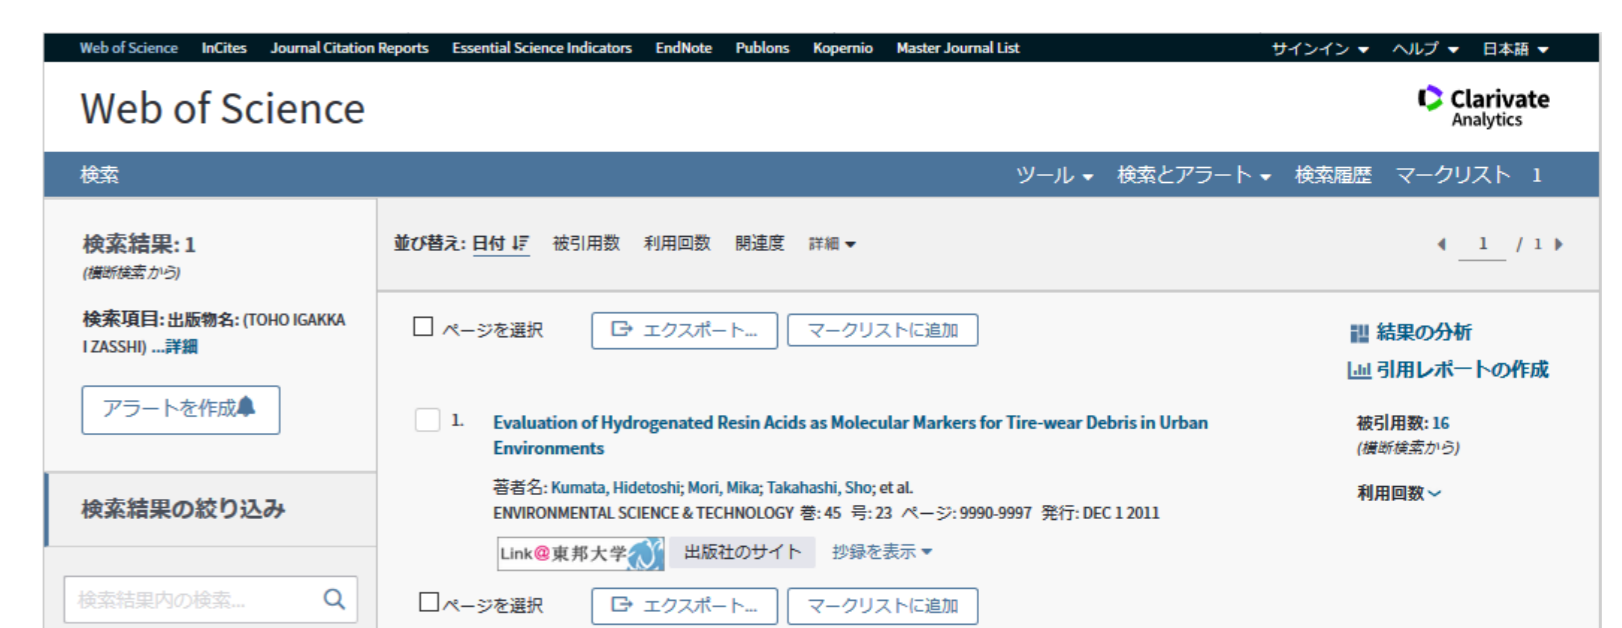 Web of Science InCites Journal Citation Reports Essential Science Indicators EndNote Publons Kopernio Master Journal List サインイン ヘルプ 日本語
Web of Science
Clarivate
Analytics
検索 ツール 検索とアラート 検索履歴 マークリスト 1
検索結果: 1
(横断検索 から)
検索項目: 出版物名: (TOHO IGAKKA
I ZASSHI) ...詳細
アラートを作成
検索結果の絞り込み
検索結果内の検索...
並び替え: 日付 被引用数 利用回数 関連度 詳細 1 / 1
ページを選択 エクスポート... マークリストに追加
結果の分析
引用レポートの作成
1. Evaluation of Hydrogenated Resin Acids as Molecular Markers for Tire-wear Debris in Urban
Environments
著者名: Kumata, Hidetoshi; Mori, Mika; Takahashi, Sho; et al.
ENVIRONMENTAL SCIENCE & TECHNOLOGY 巻: 45 号: 23 ページ: 9990-9997 発行: DEC 1 2011
被引用数: 16
(横断検索から)
利用回数
Link@東邦大学 出版社のサイト 抄録を表示
ページを選択 エクスポート... マークリストに追加